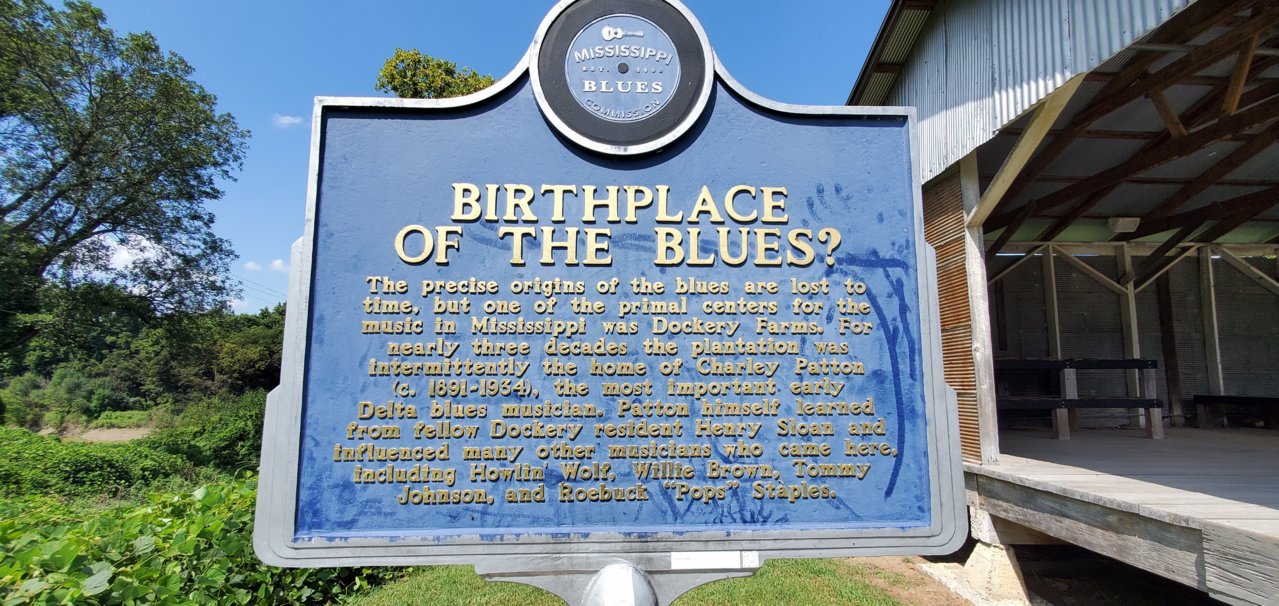 MISSISSIPPI
EST. 2003
BLUES
COMMISSION
BIRTHPLACE
OF THE BLUES?
The precise origins of the blues are lost to
time, but one of the primal centers for the
music in Mississippi was Dockery Farms. For
nearly three decades the plantation was
intermittently the home of Charley Patton
(c. 1891-1934), the most important early
Delta blues musician. Patton himself learned
from fellow Dockery resident Henry Sloan and
influenced many other musicians who came here,
including Howlin' Wolf, Willie Brown, Tommy
Johnson, and Roebuck "Pops" Staples.